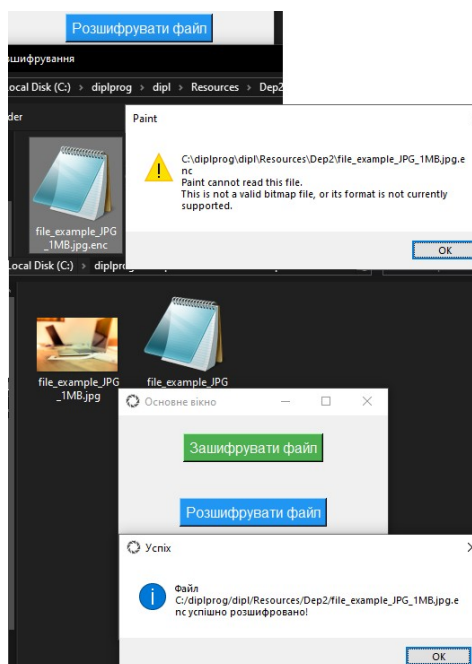 Розшифрувати файл
зшифрування
ocal Disk (C:) > diplprog > dipl > Resources > Dep2
der
Paint
C:\diplprog\dipl\Resources\Dep2\file_example_JPG_1MB.jpg.e
nc
Paint cannot read this file.
This is not a valid bitmap file, or its format is not currently
supported.
OK
file_example_JPG
_1MB.jpg.enc
Local Disk (C:) > diplprog
file_example_JPG
_1MB.jpg
file_example_JPG
Основне вікно
Зашифрувати файл
Розшифрувати файл
Успіх
Файл
C:/diplprog/dipl/Resources/Dep2/file_example_JPG_1MB.jpg.e
nc успішно розшифровано!
OK